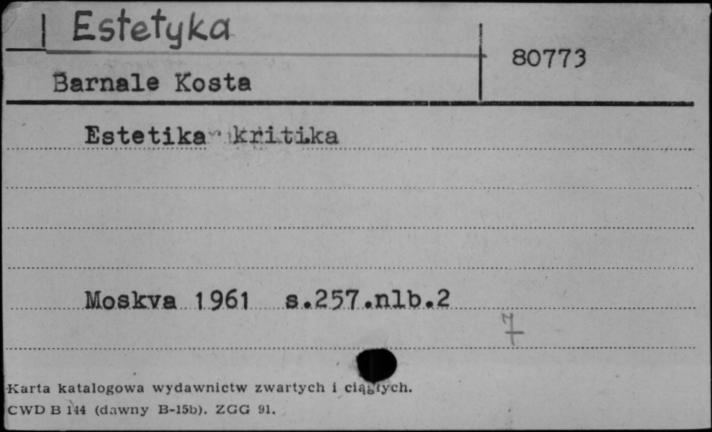 Estetyka
80773
Barnale Kosta
Estetika kritika
Moskva 1961 s.257.nlb.2
7
Karta katalogowa wydawnictw zwartych i ciągłych.
CWD B 144 (dawny B-15b). ZGG 91.